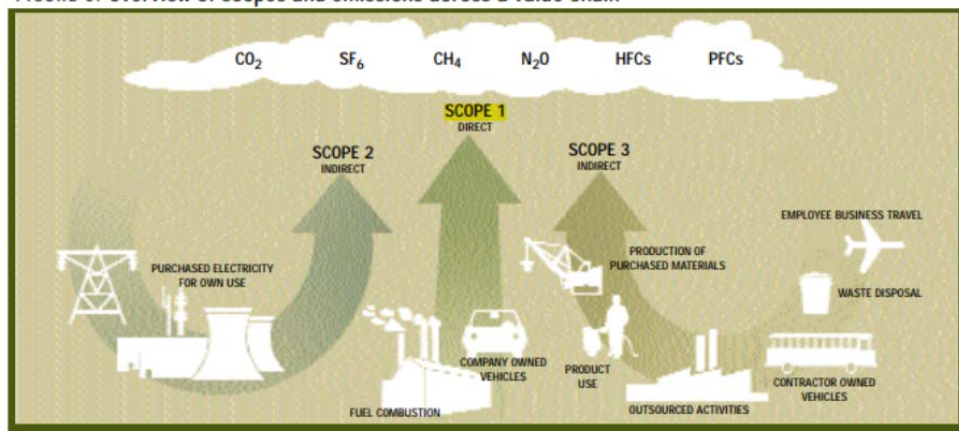 CO₂ SF₆ CH₄ N₂O HFCs PFCs
SCOPE 1
DIRECT
SCOPE 2
INDIRECT
SCOPE 3
INDIRECT
EMPLOYEE BUSINESS TRAVEL
PURCHASED ELECTRICITY
FOR OWN USE
PRODUCTION OF
PURCHASED MATERIALS
WASTE DISPOSAL
COMPANY OWNED
VEHICLES
PRODUCT
USE
CONTRACTOR OWNED
VEHICLES
FUEL COMBUSTION
OUTSOURCED ACTIVITIES